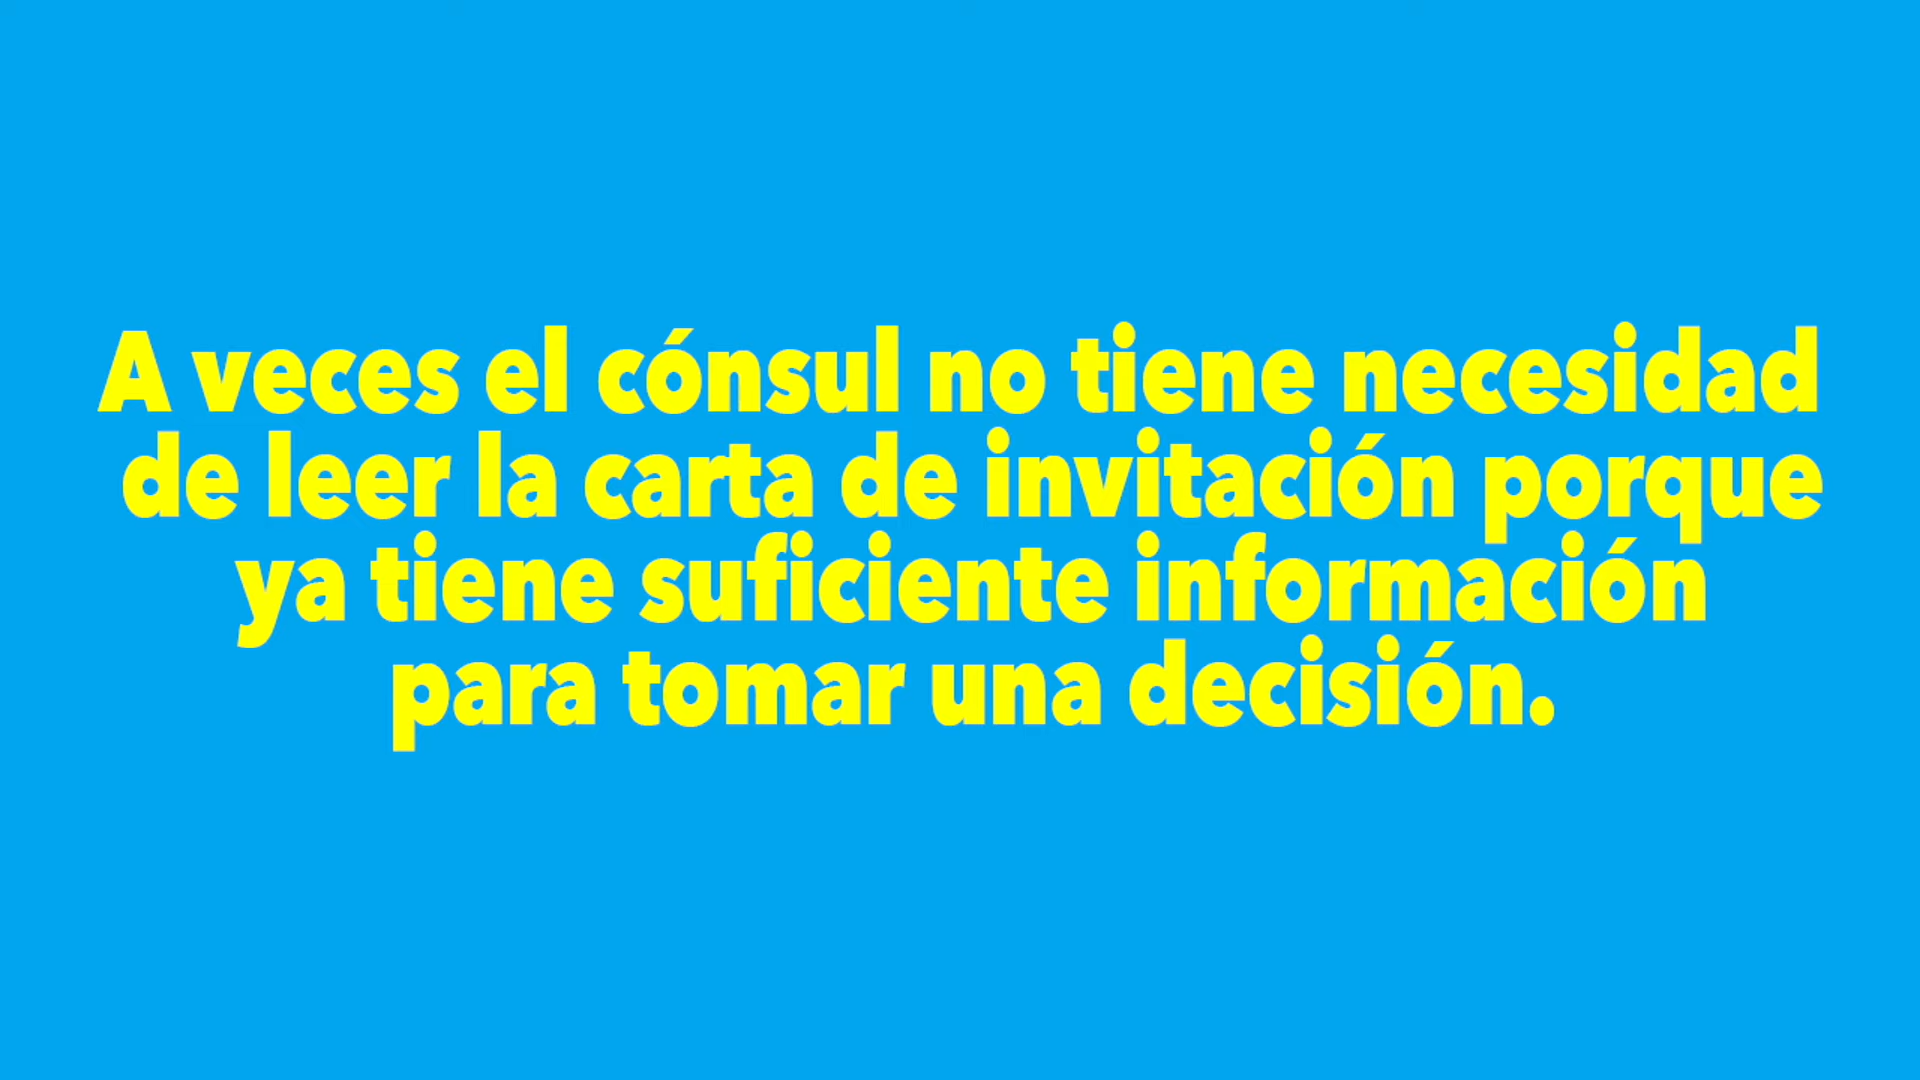 A veces el cónsul no tiene necesidad
de leer la carta de invitación porque
ya tiene suficiente información
para tomar una decisión.